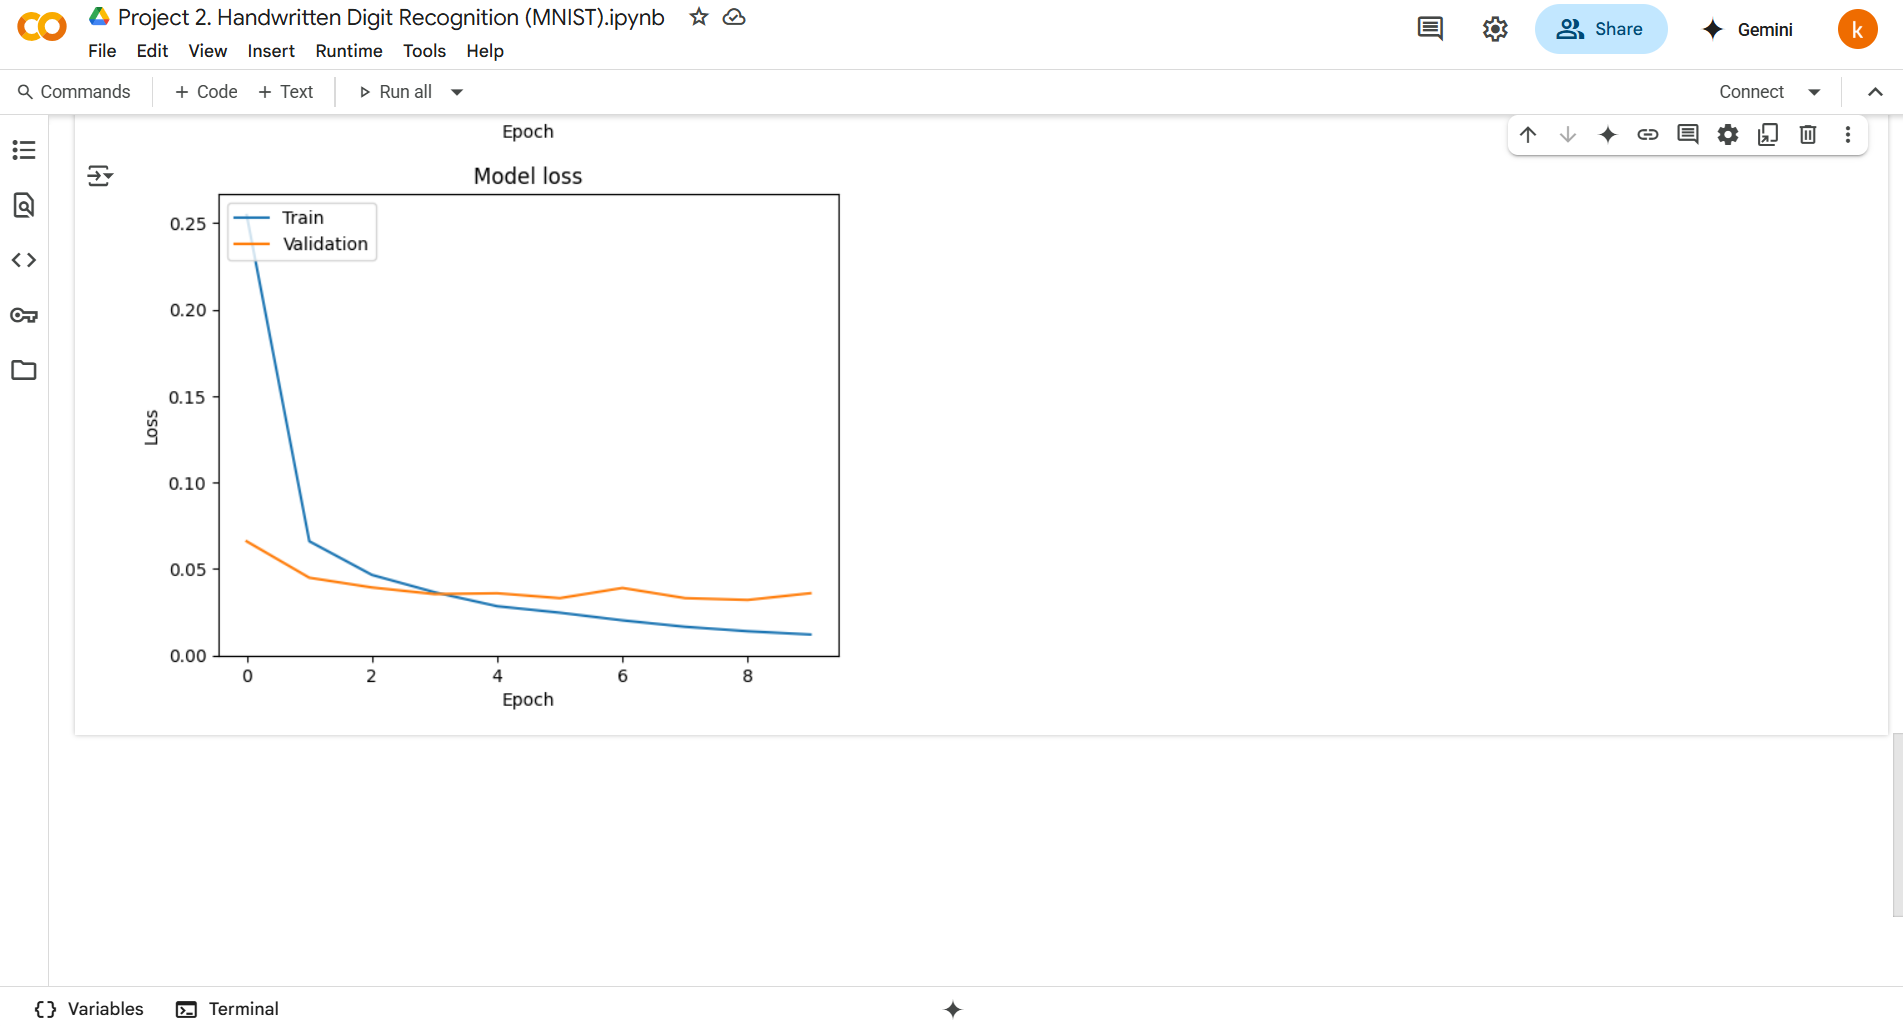 Project 2. Handwritten Digit Recognition (MNIST).ipynb
File Edit View Insert Runtime Tools Help
Share
Gemini
k
Commands + Code + Text Run all
Connect
Epoch
Model loss
Train
Validation
0.25
0.20
0.15
0.10
0.05
0.00
Loss
0 2 4 6 8
Epoch
Variables Terminal